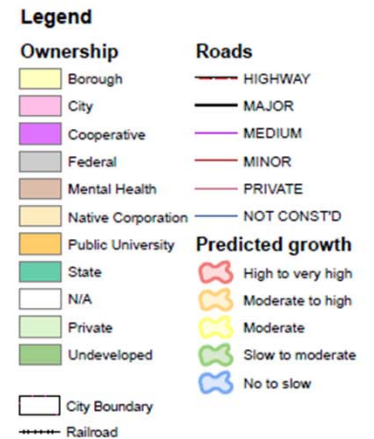 Legend
Ownership
Borough
City
Cooperative
Federal
Mental Health
Native Corporation
Public University
State
N/A
Private
Undeveloped
City Boundary
Railroad
Roads
HIGHWAY
MAJOR
MEDIUM
MINOR
PRIVATE
NOT CONST'D
Predicted growth
High to very high
Moderate to high
Moderate
Slow to moderate
No to slow